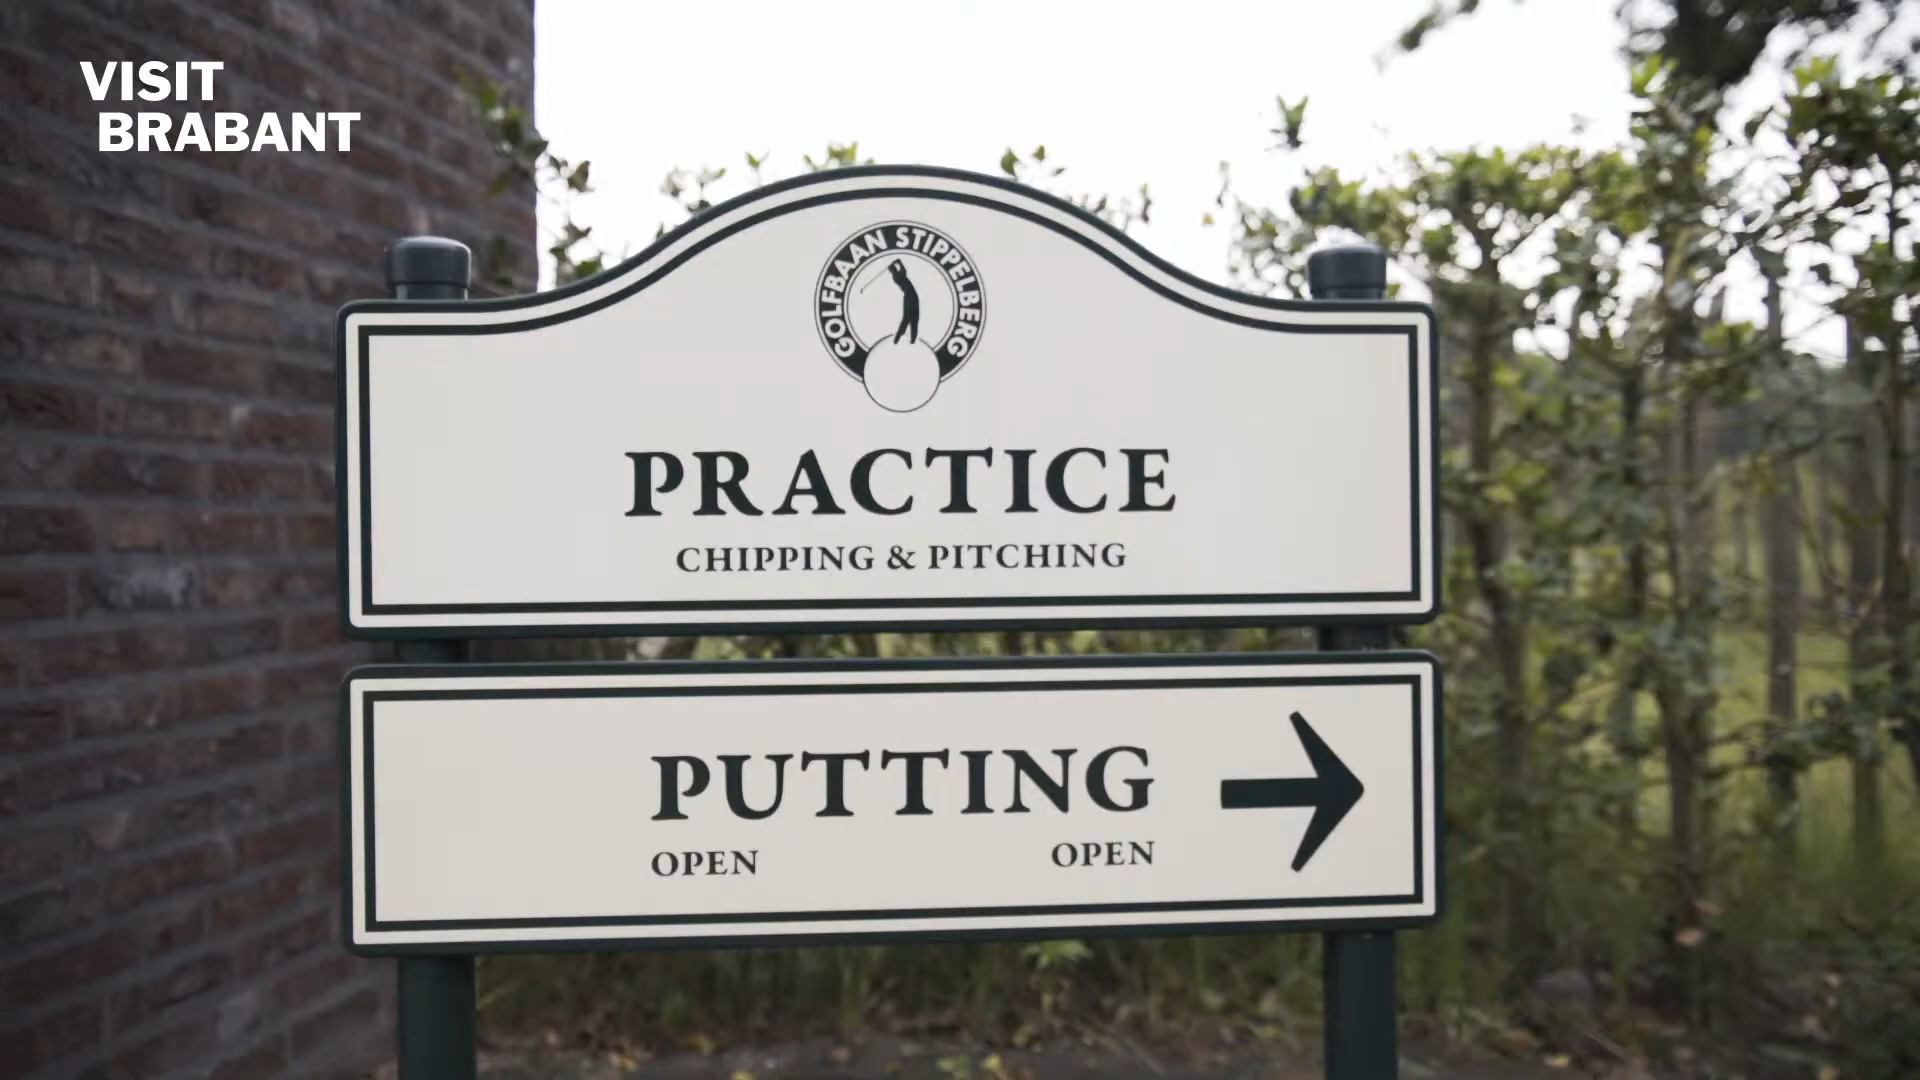 VISIT
BRABANT
GOLFBAAN STIPPELBERG
PRACTICE
CHIPPING & PITCHING
PUTTING
OPEN OPEN